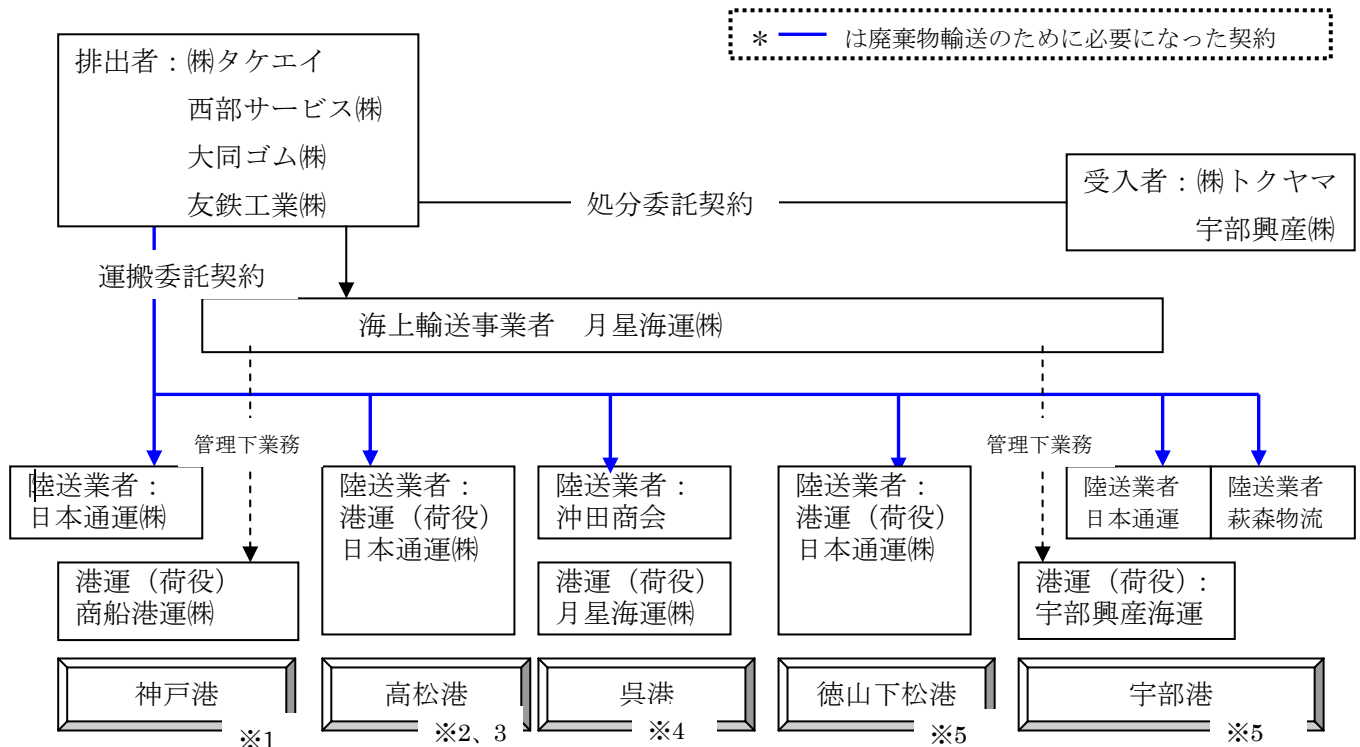 ＊━━ は廃棄物輸送のために必要になった契約
排出者：㈱タケエイ
西部サービス㈱
大同ゴム㈱
友鉄工業㈱
受入者：㈱トクヤマ
宇部興産㈱
処分委託契約
運搬委託契約
海上輸送事業者　月星海運㈱
管理下業務
管理下業務
陸送業者：
日本通運㈱
港運（荷役）
商船港運㈱
陸送業者：
港運（荷役）
日本通運㈱
陸送業者：
沖田商会
港運（荷役）
月星海運㈱
陸送業者：
港運（荷役）
日本通運㈱
陸送業者
日本通運
陸送業者
萩森物流
港運（荷役）：
宇部興産海運
神戸港
※1
高松港
※2、3
呉港
※4
徳山下松港
※5
宇部港
※5